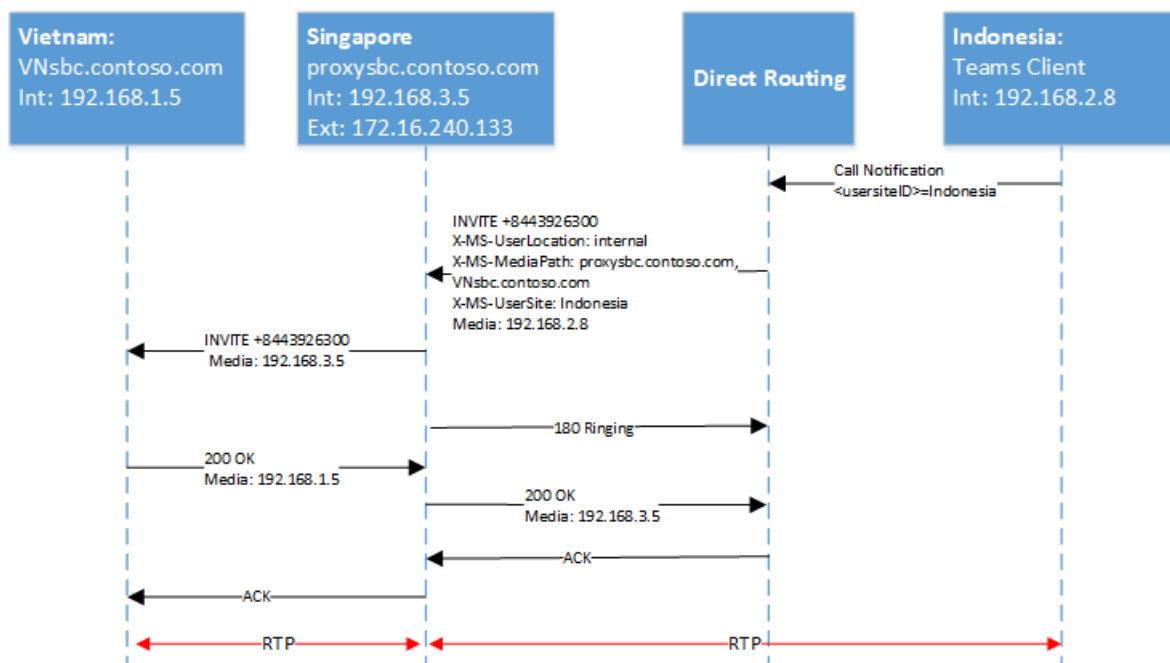 Vietnam:
VNsbc.contoso.com
Int: 192.168.1.5
Singapore
proxysbc.contoso.com
Int: 192.168.3.5
Ext: 172.16.240.133
Direct Routing
Indonesia:
Teams Client
Int: 192.168.2.8
Call Notification
<usersiteID>=Indonesia
INVITE +8443926300
X-MS-UserLocation: internal
X-MS-MediaPath: proxysbc.contoso.com,
VNsbc.contoso.com
X-MS-UserSite: Indonesia
Media: 192.168.2.8
INVITE +8443926300
Media: 192.168.3.5
180 Ringing
200 OK
Media: 192.168.1.5
200 OK
Media: 192.168.3.5
ACK
ACK
RTP
RTP